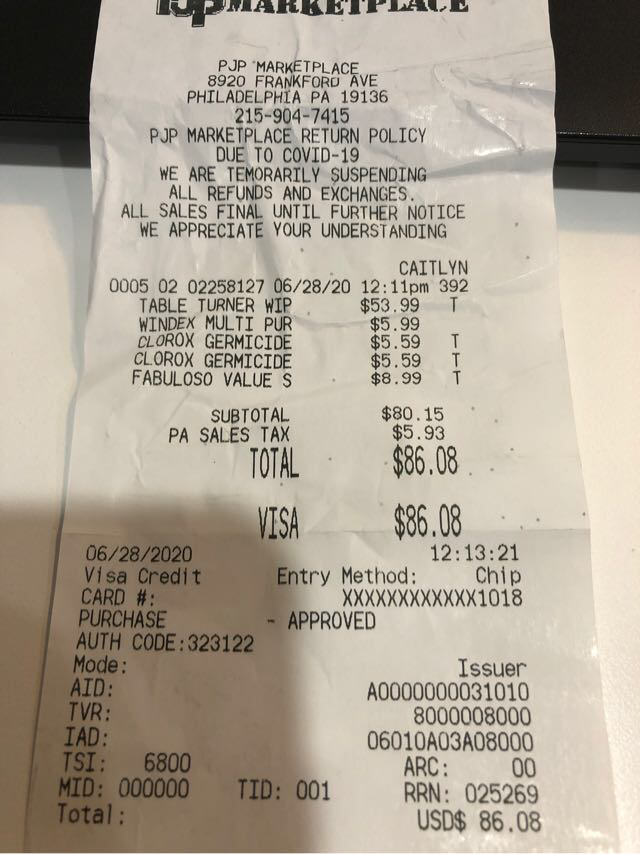 PJP MARKETPLACE
PJP MARKETPLACE
8920 FRANKFORD AVE
PHILADELPHIA PA 19136
215-904-7415
PJP MARKETPLACE RETURN POLICY
DUE TO COVID-19
WE ARE TEMORARILY SUSPENDING
ALL REFUNDS AND EXCHANGES.
ALL SALES FINAL UNTIL FURTHER NOTICE
WE APPRECIATE YOUR UNDERSTANDING
CAITLYN
0005 02 02258127 06/28/20 12:11pm 392
TABLE TURNER WIP $53.99 T
WINDEX MULTI PUR $5.99
CLOROX GERMICIDE $5.59 T
CLOROX GERMICIDE $5.59 T
FABULOSO VALUE S $8.99 T
SUBTOTAL $80.15
PA SALES TAX $5.93
TOTAL $86.08
VISA $86.08
06/28/2020 12:13:21
Visa Credit Entry Method: Chip
CARD #: XXXXXXXXXXXX1018
PURCHASE - APPROVED
AUTH CODE:323122
Mode: Issuer
AID: A0000000031010
TVR: 8000008000
IAD: 06010A03A08000
TSI: 6800 ARC: 00
MID: 000000 TID: 001 RRN: 025269
Total: USD$ 86.08